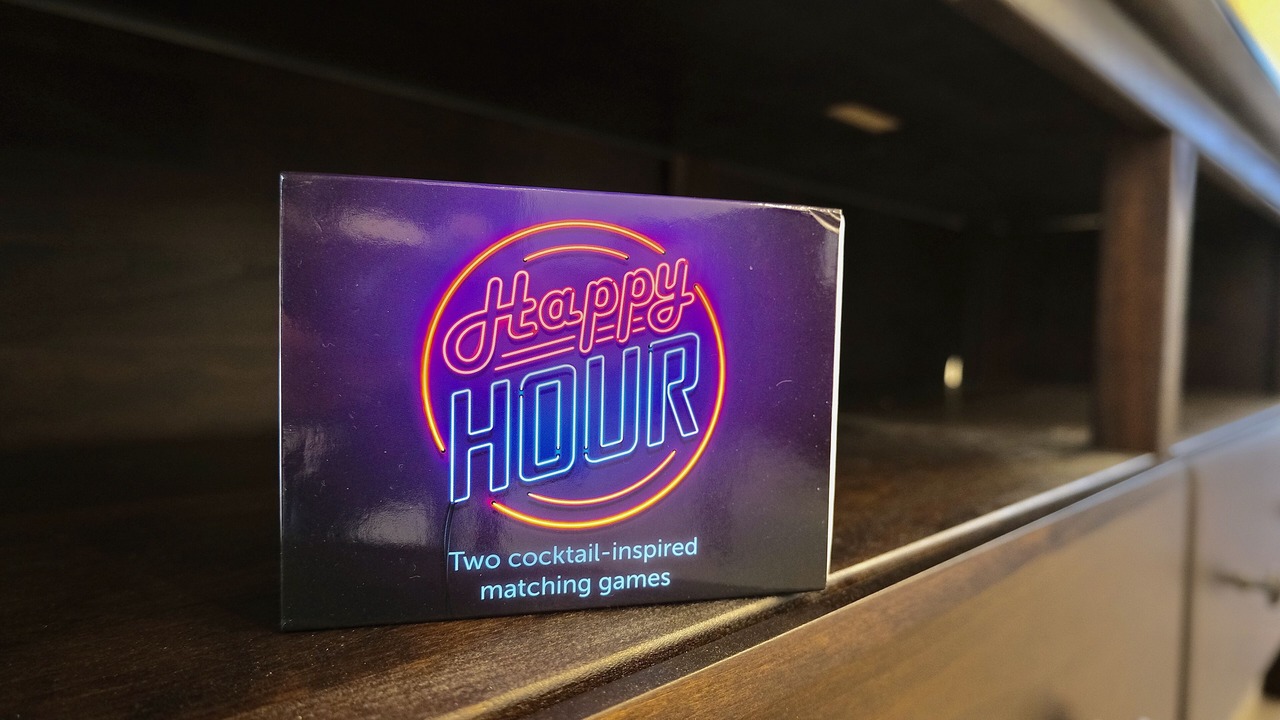 Happy
HOUR
Two cocktail-inspired
matching games